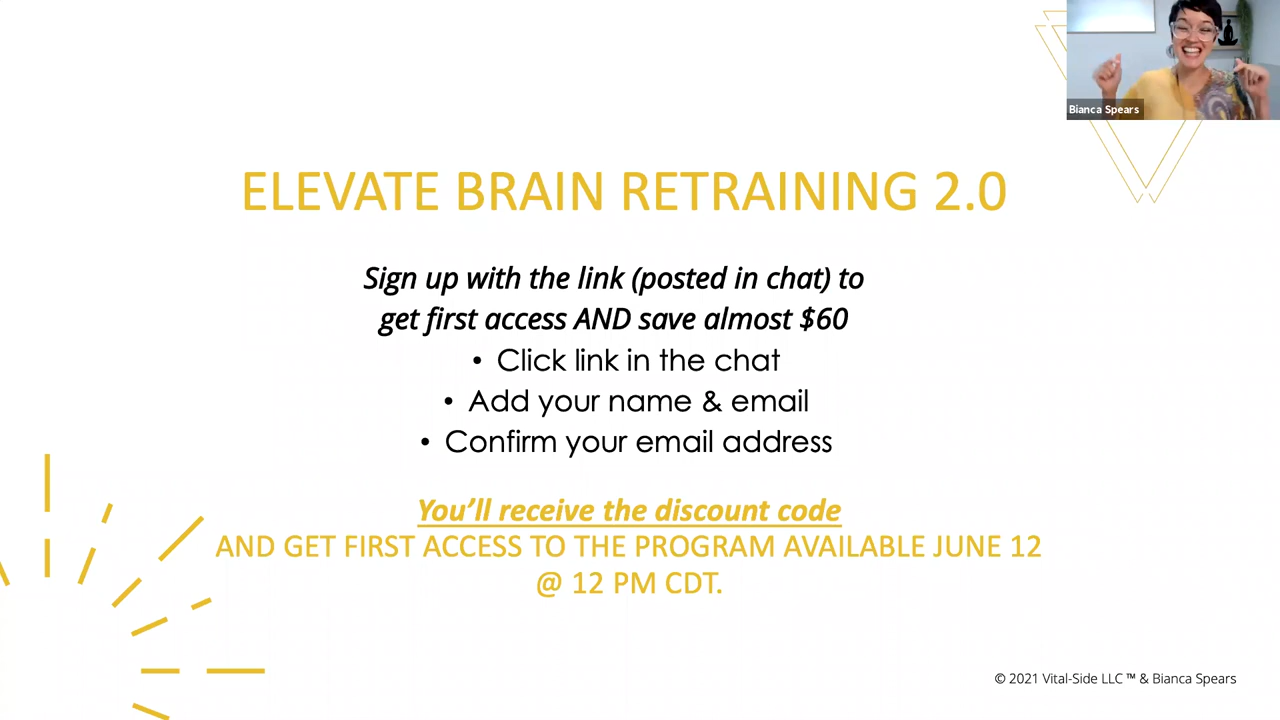 Bianca Spears
ELEVATE BRAIN RETRAINING 2.0
Sign up with the link (posted in chat) to
get first access AND save almost $60
• Click link in the chat
• Add your name & email
• Confirm your email address
You’ll receive the discount code
AND GET FIRST ACCESS TO THE PROGRAM AVAILABLE JUNE 12
@ 12 PM CDT.
© 2021 Vital-Side LLC ™ & Bianca Spears